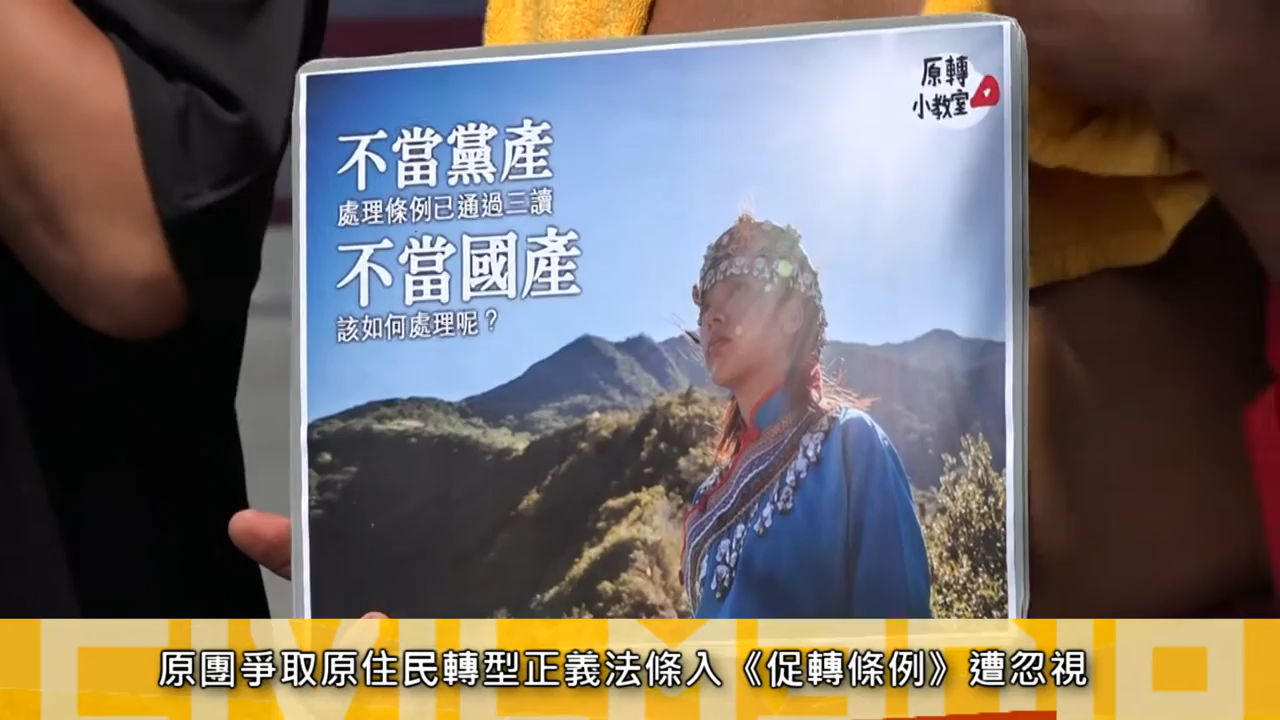 原轉
小教室
不當黨產
處理條例已通過三讀
不當國產
該如何處理呢？
原團爭取原住民轉型正義法條入《促轉條例》遭忽視